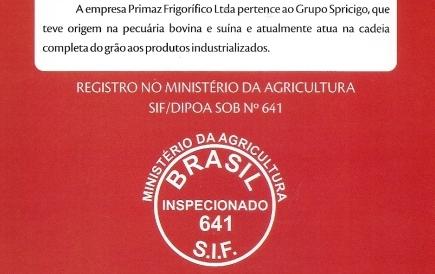 A empresa Primaz Frigorífico Ltda pertence ao Grupo Spricigo, que
teve origem na pecuária bovina e suína e atualmente atua na cadeia
completa do grão aos produtos industrializados.
REGISTRO NO MINISTÉRIO DA AGRICULTURA
SIF/DIPOA SOB Nº 641
MINISTÉRIO DA AGRICULTURA
BRASIL
INSPECIONADO
641
S.I.F.